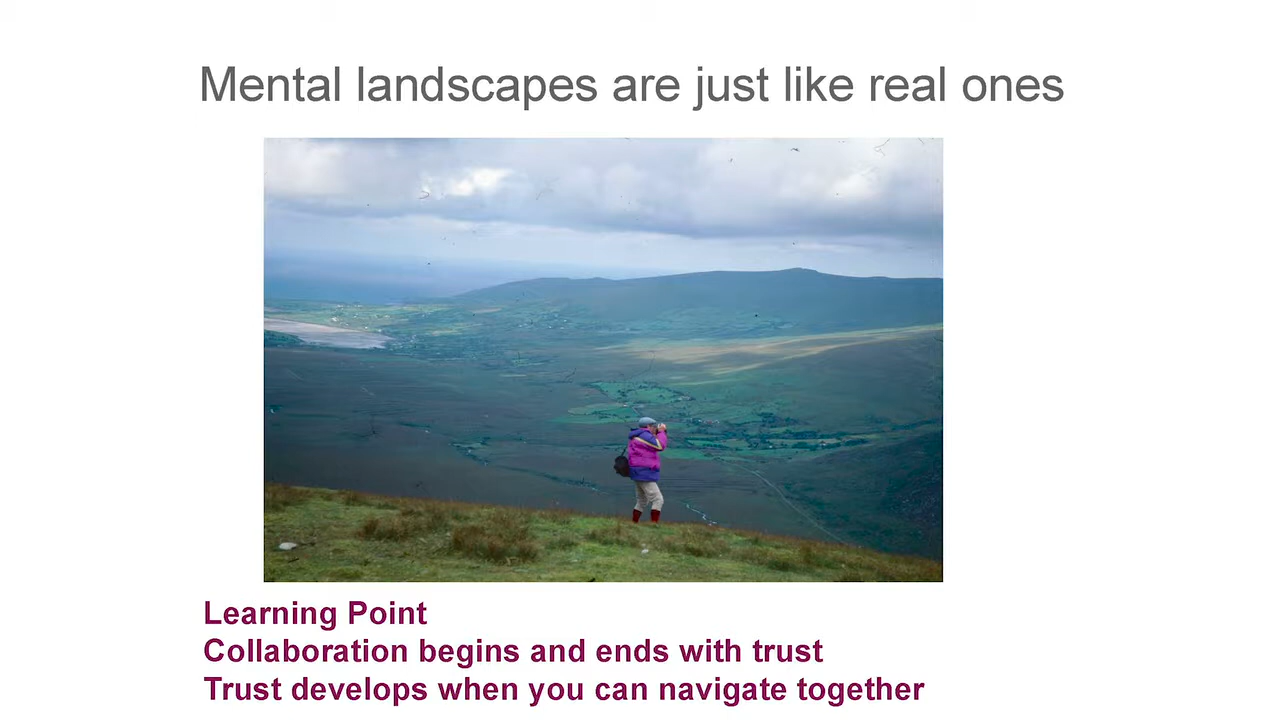 Mental landscapes are just like real ones
Learning Point
Collaboration begins and ends with trust
Trust develops when you can navigate together